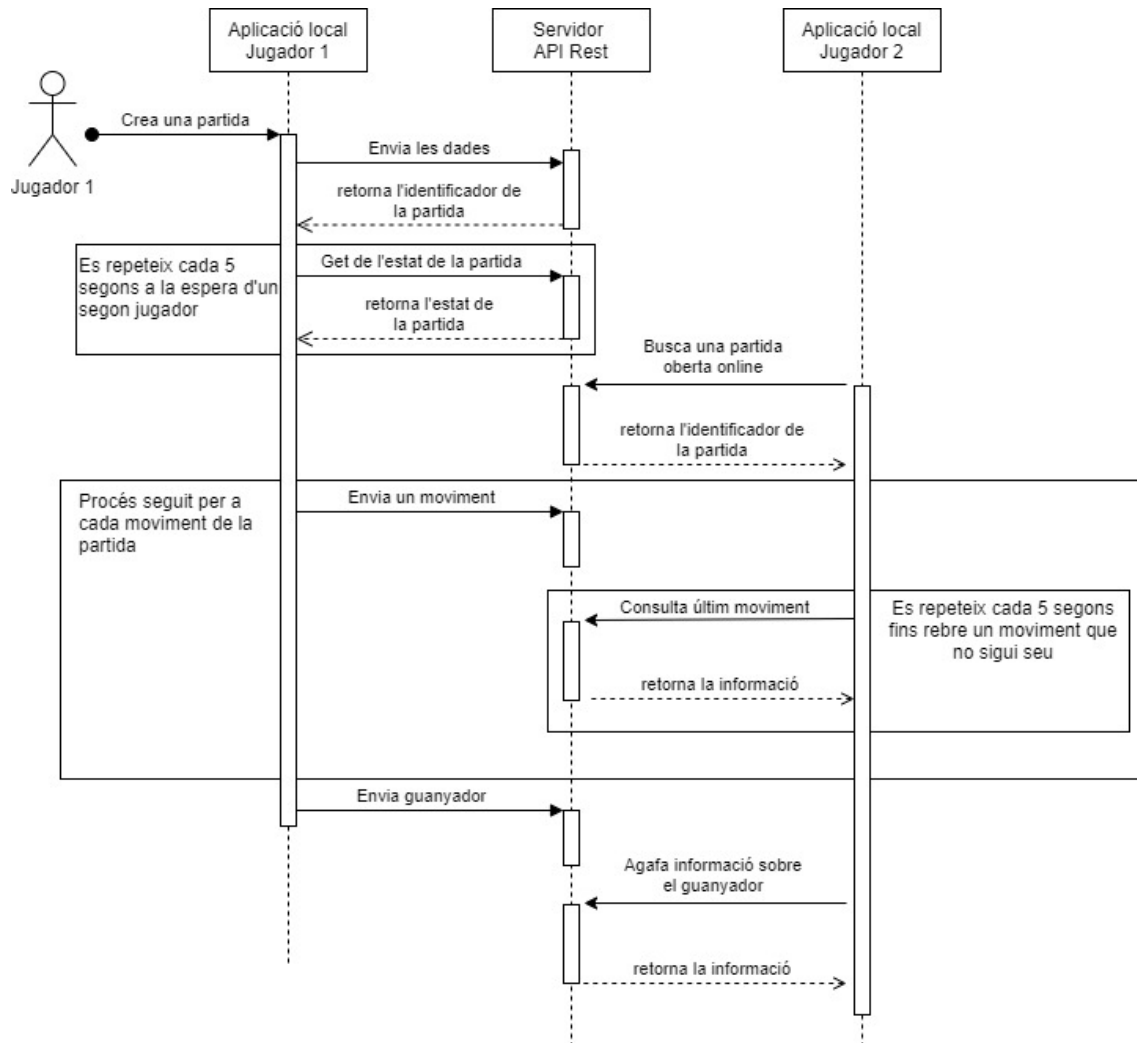 Aplicació local
Jugador 1
Servidor
API Rest
Aplicació local
Jugador 2
Crea una partida
Jugador 1
Envia les dades
retorna l'identificador de
la partida
Es repeteix cada 5
segons a la espera d'un
segon jugador
Get de l'estat de la partida
retorna l'estat de
la partida
Busca una partida
oberta online
retorna l'identificador de
la partida
Procés seguit per a
cada moviment de la
partida
Envia un moviment
Consulta últim moviment
Es repeteix cada 5 segons
fins rebre un moviment que
no sigui seu
retorna la informació
Envia guanyador
Agafa informació sobre
el guanyador
retorna la informació